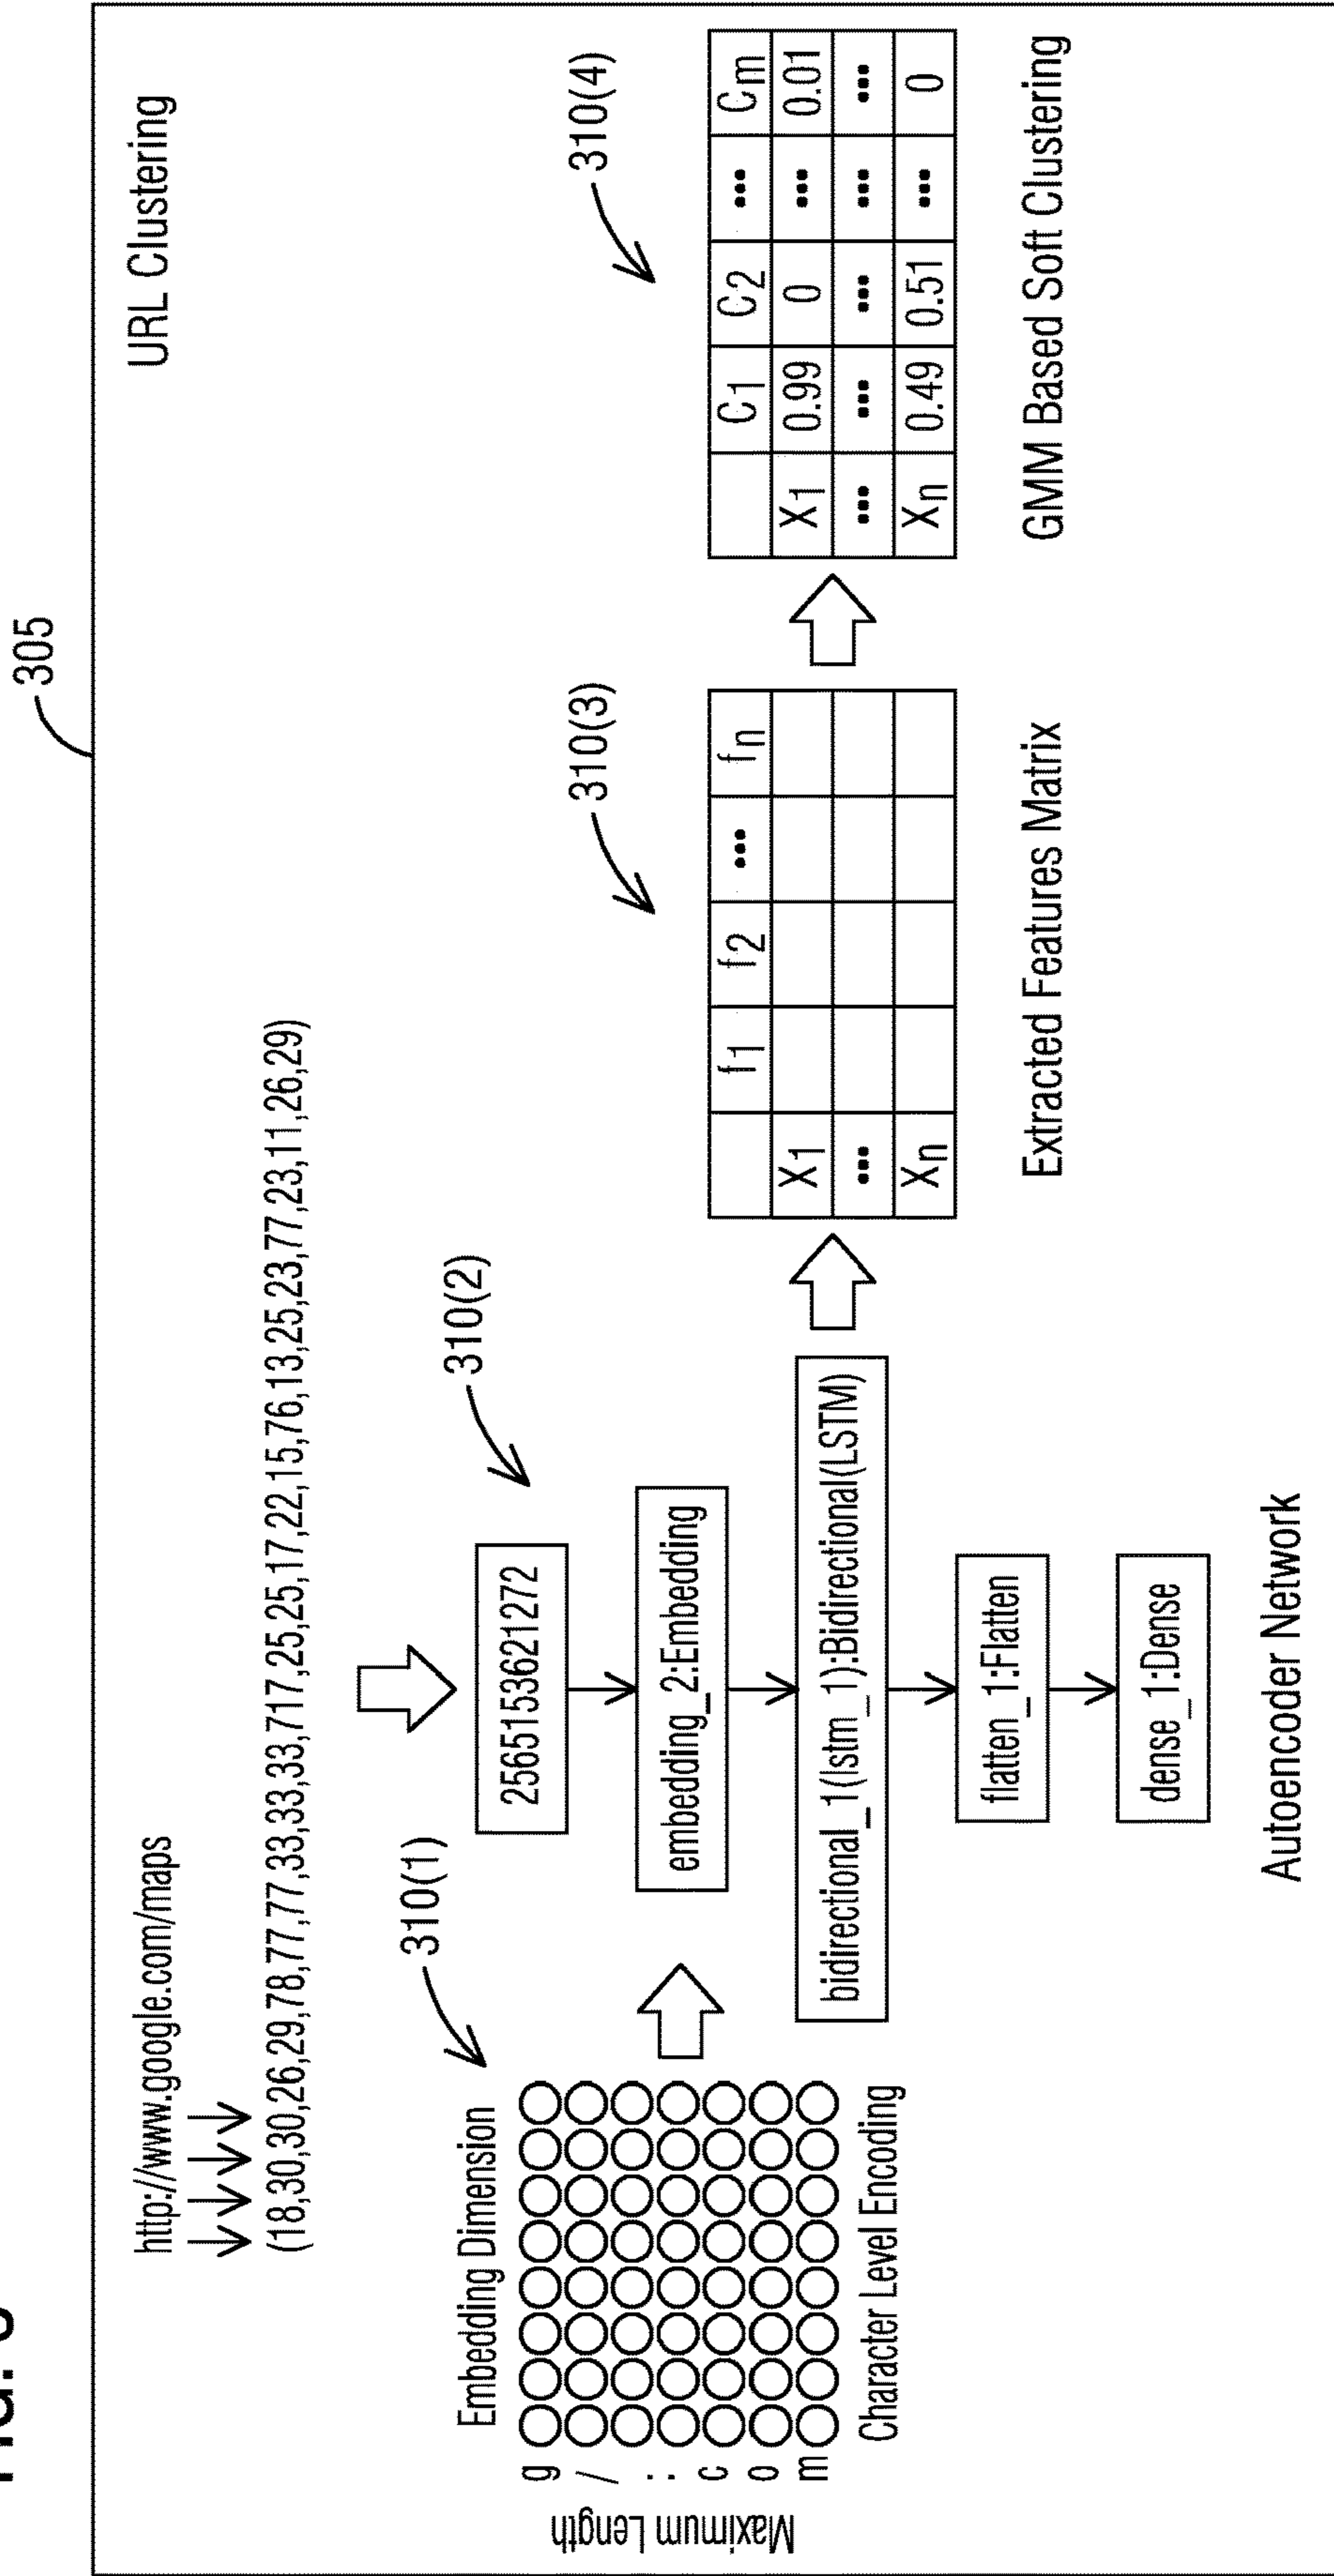 FIG.
305
URL Clustering
http://www.google.com/maps
(18,30,30,26,29,78,77,77,33,33,33,717,25,25,17,22,15,76,13,25,23,77,23,11,26,29)
310(1)
Embedding Dimension
Maximum Length
g
/
:
c
o
m
Character Level Encoding
310(2)
256515362127​2
embedding_2:Embedding
bidirectional_1(lstm_1):Bidirectional(LSTM)
flatten_1:Flatten
dense_1:Dense
Autoencoder Network
310(3)
f1 f2 ... fn
X1
...
Xn
Extracted Features Matrix
310(4)
C1 C2 ... Cm
X1 0.99 0 ... 0.01
... ... ... ... ...
Xn 0.49 0.51 ... 0
GMM Based Soft Clustering